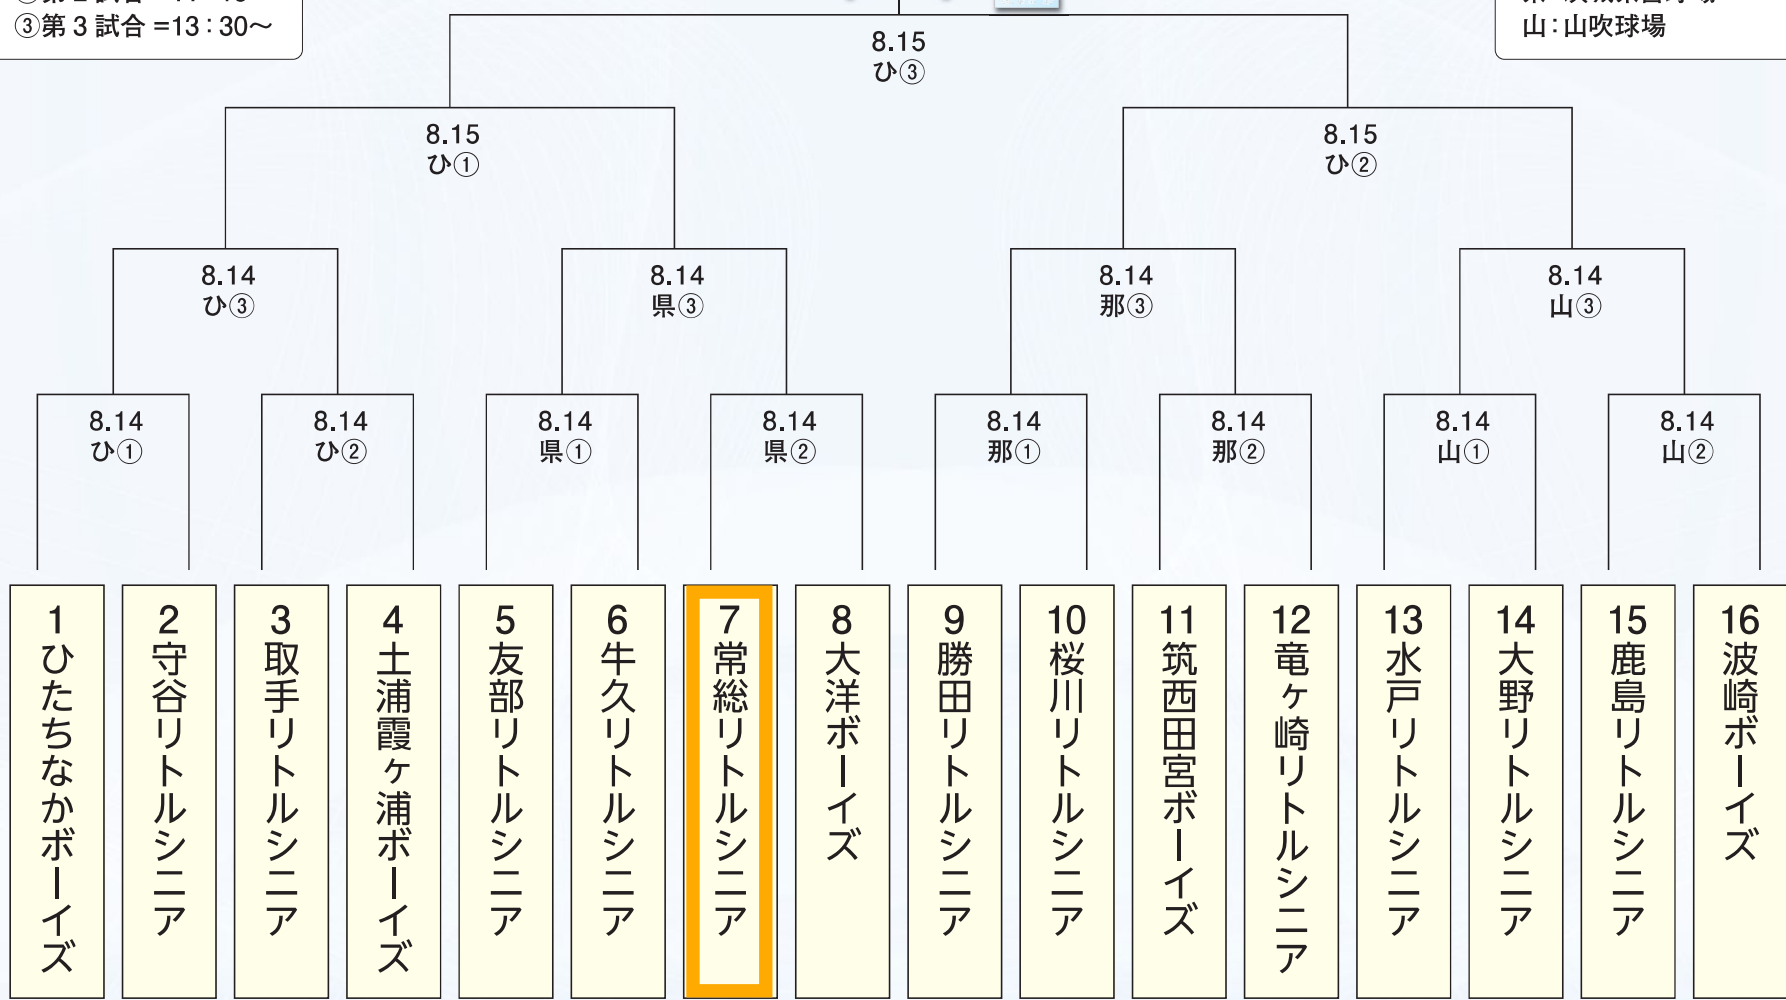 ③第3試合=13:30〜
山:山吹球場
8.15
ひ③
8.15
ひ①
8.15
ひ②
8.14
ひ③
8.14
県③
8.14
那③
8.14
山③
8.14
ひ①
8.14
ひ②
8.14
県①
8.14
県②
8.14
那①
8.14
那②
8.14
山①
8.14
山②
1 ひたちなかボーイズ
2 守谷リトルシニア
3 取手リトルシニア
4 土浦霞ヶ浦ボーイズ
5 友部リトルシニア
6 牛久リトルシニア
7 常総リトルシニア
8 大洋ボーイズ
9 勝田リトルシニア
10 桜川リトルシニア
11 筑西田宮ボーイズ
12 竜ヶ崎リトルシニア
13 水戸リトルシニア
14 大野リトルシニア
15 鹿島リトルシニア
16 波崎ボーイズ